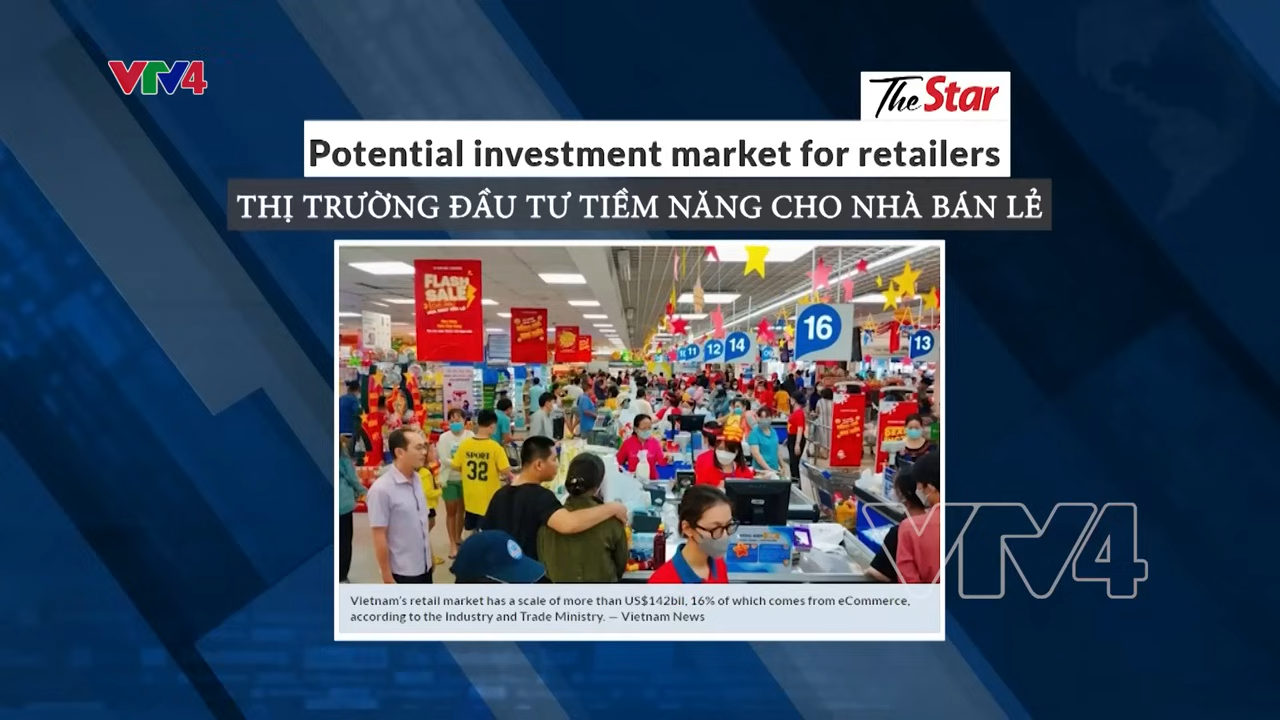 VTV4
The Star
Potential investment market for retailers
THỊ TRƯỜNG ĐẦU TƯ TIỀM NĂNG CHO NHÀ BÁN LẺ
FLASH
SALE
16
14
12
11
13
SPORT
32
VTV4
Vietnam's retail market has a scale of more than US$142bil, 16% of which comes from eCommerce,
according to the Industry and Trade Ministry. — Vietnam News